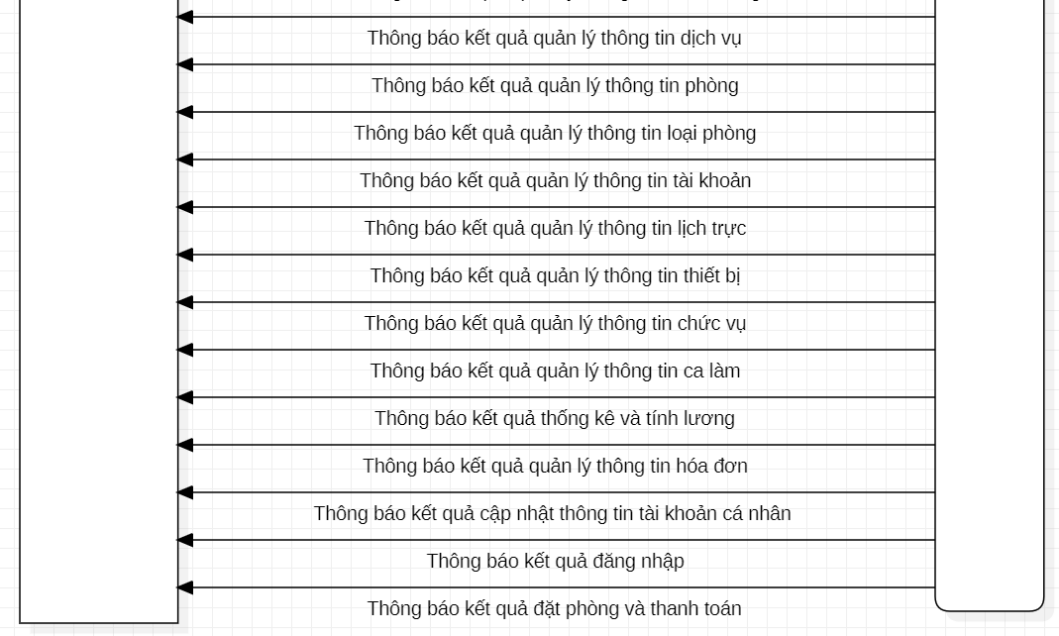 Thông báo kết quả quản lý thông tin dịch vụ
Thông báo kết quả quản lý thông tin phòng
Thông báo kết quả quản lý thông tin loại phòng
Thông báo kết quả quản lý thông tin tài khoản
Thông báo kết quả quản lý thông tin lịch trực
Thông báo kết quả quản lý thông tin thiết bị
Thông báo kết quả quản lý thông tin chức vụ
Thông báo kết quả quản lý thông tin ca làm
Thông báo kết quả thống kê và tính lương
Thông báo kết quả quản lý thông tin hóa đơn
Thông báo kết quả cập nhật thông tin tài khoản cá nhân
Thông báo kết quả đăng nhập
Thông báo kết quả đặt phòng và thanh toán